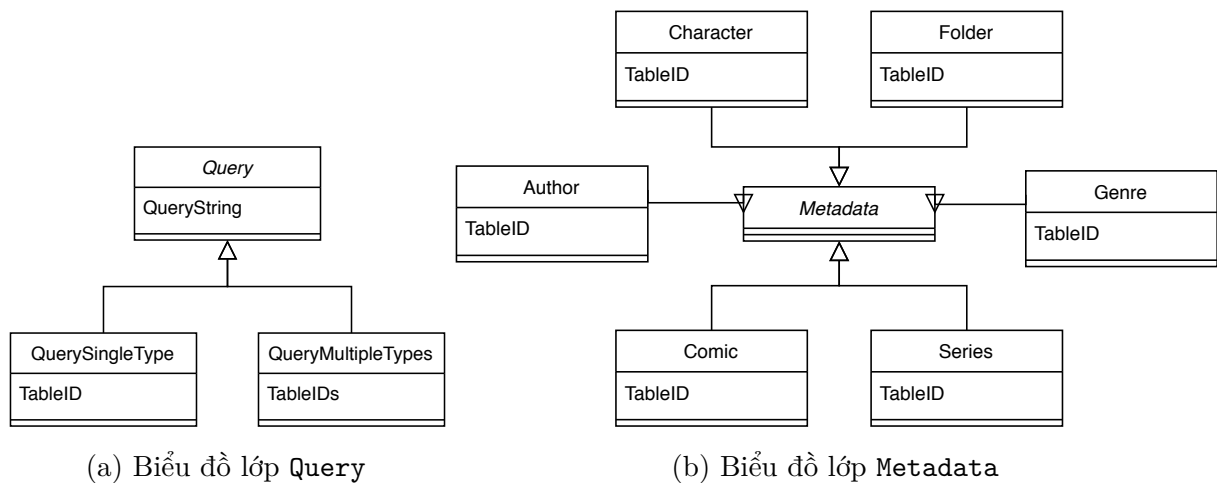 Query
QueryString
QuerySingleType
TableID
QueryMultipleTypes
TableIDs
(a) Biểu đồ lớp Query
Character
TableID
Folder
TableID
Author
TableID
Metadata
Genre
TableID
Comic
TableID
Series
TableID
(b) Biểu đồ lớp Metadata